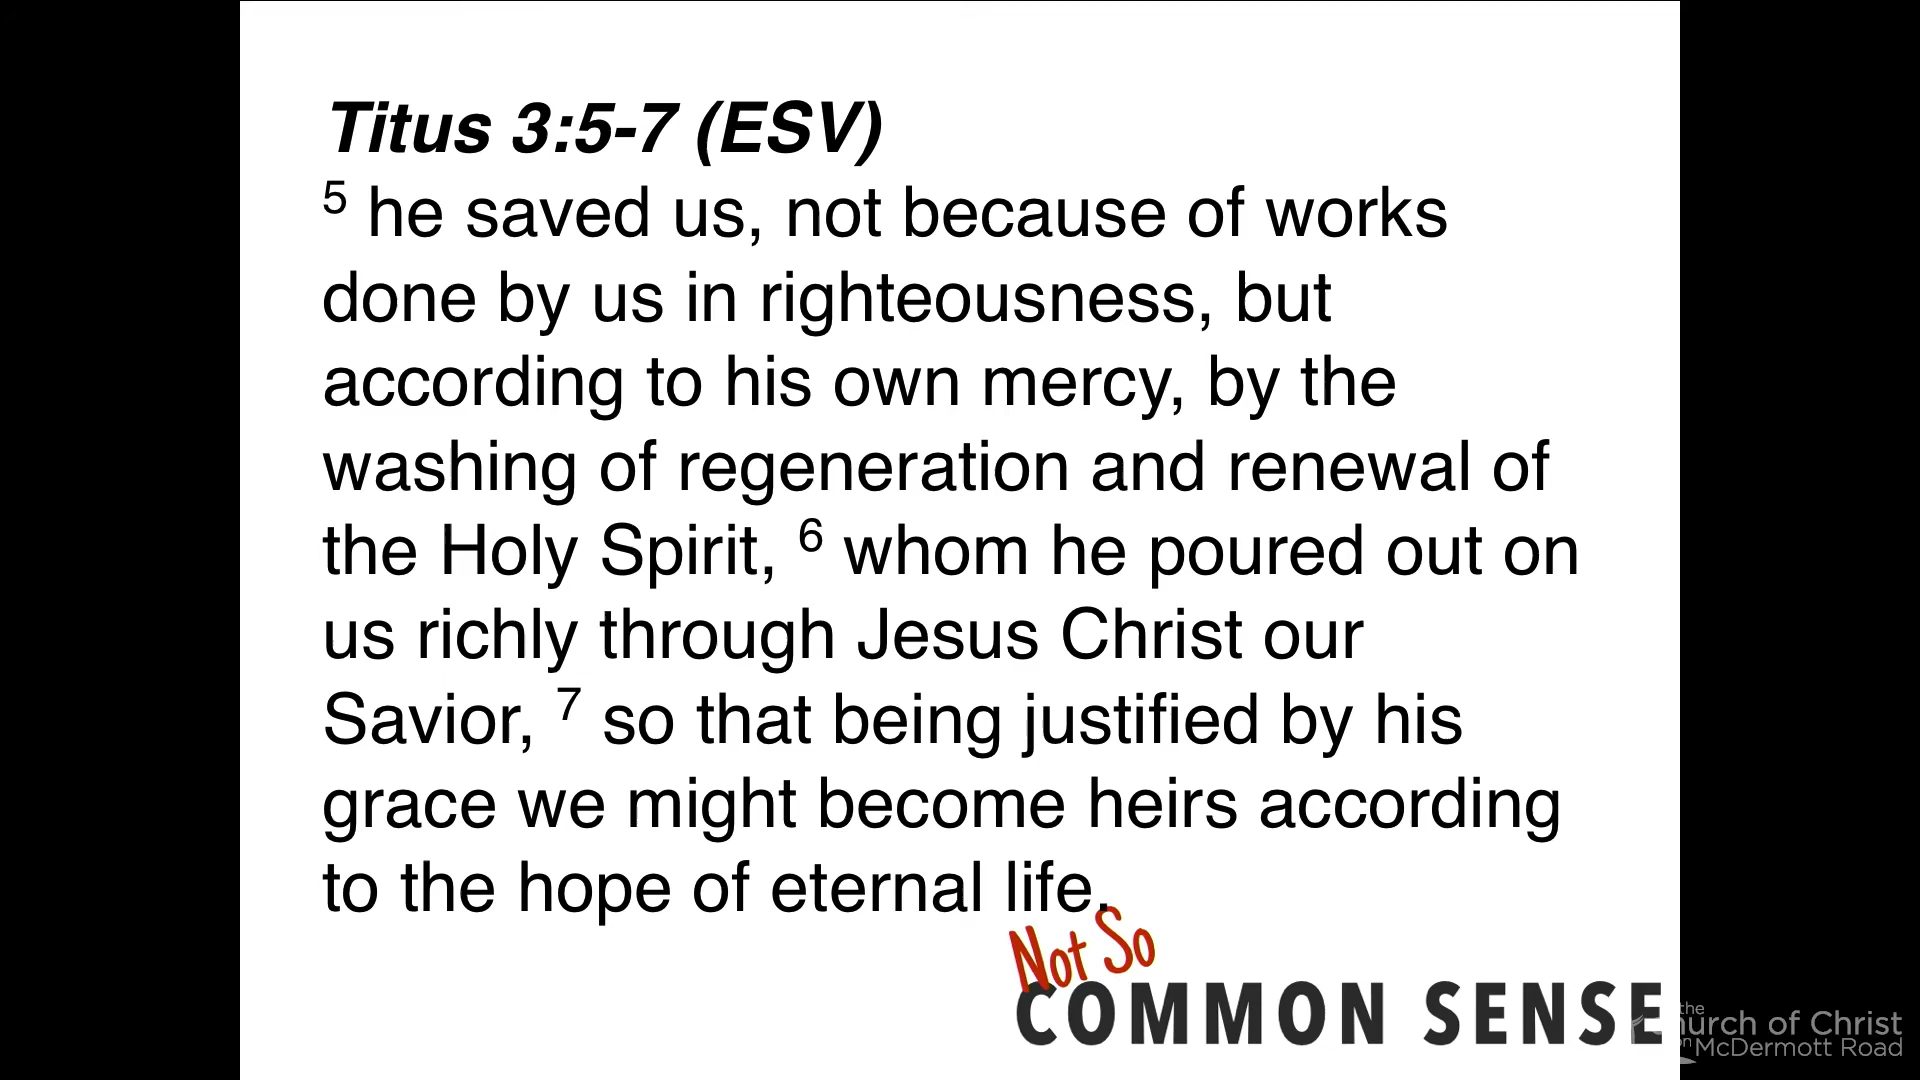 Titus 3:5-7 (ESV)
5 he saved us, not because of works
done by us in righteousness, but
according to his own mercy, by the
washing of regeneration and renewal of
the Holy Spirit, 6 whom he poured out on
us richly through Jesus Christ our
Savior, 7 so that being justified by his
grace we might become heirs according
to the hope of eternal life.
Not So
COMMON SENSE
the
hurch of Christ
on McDermott Road